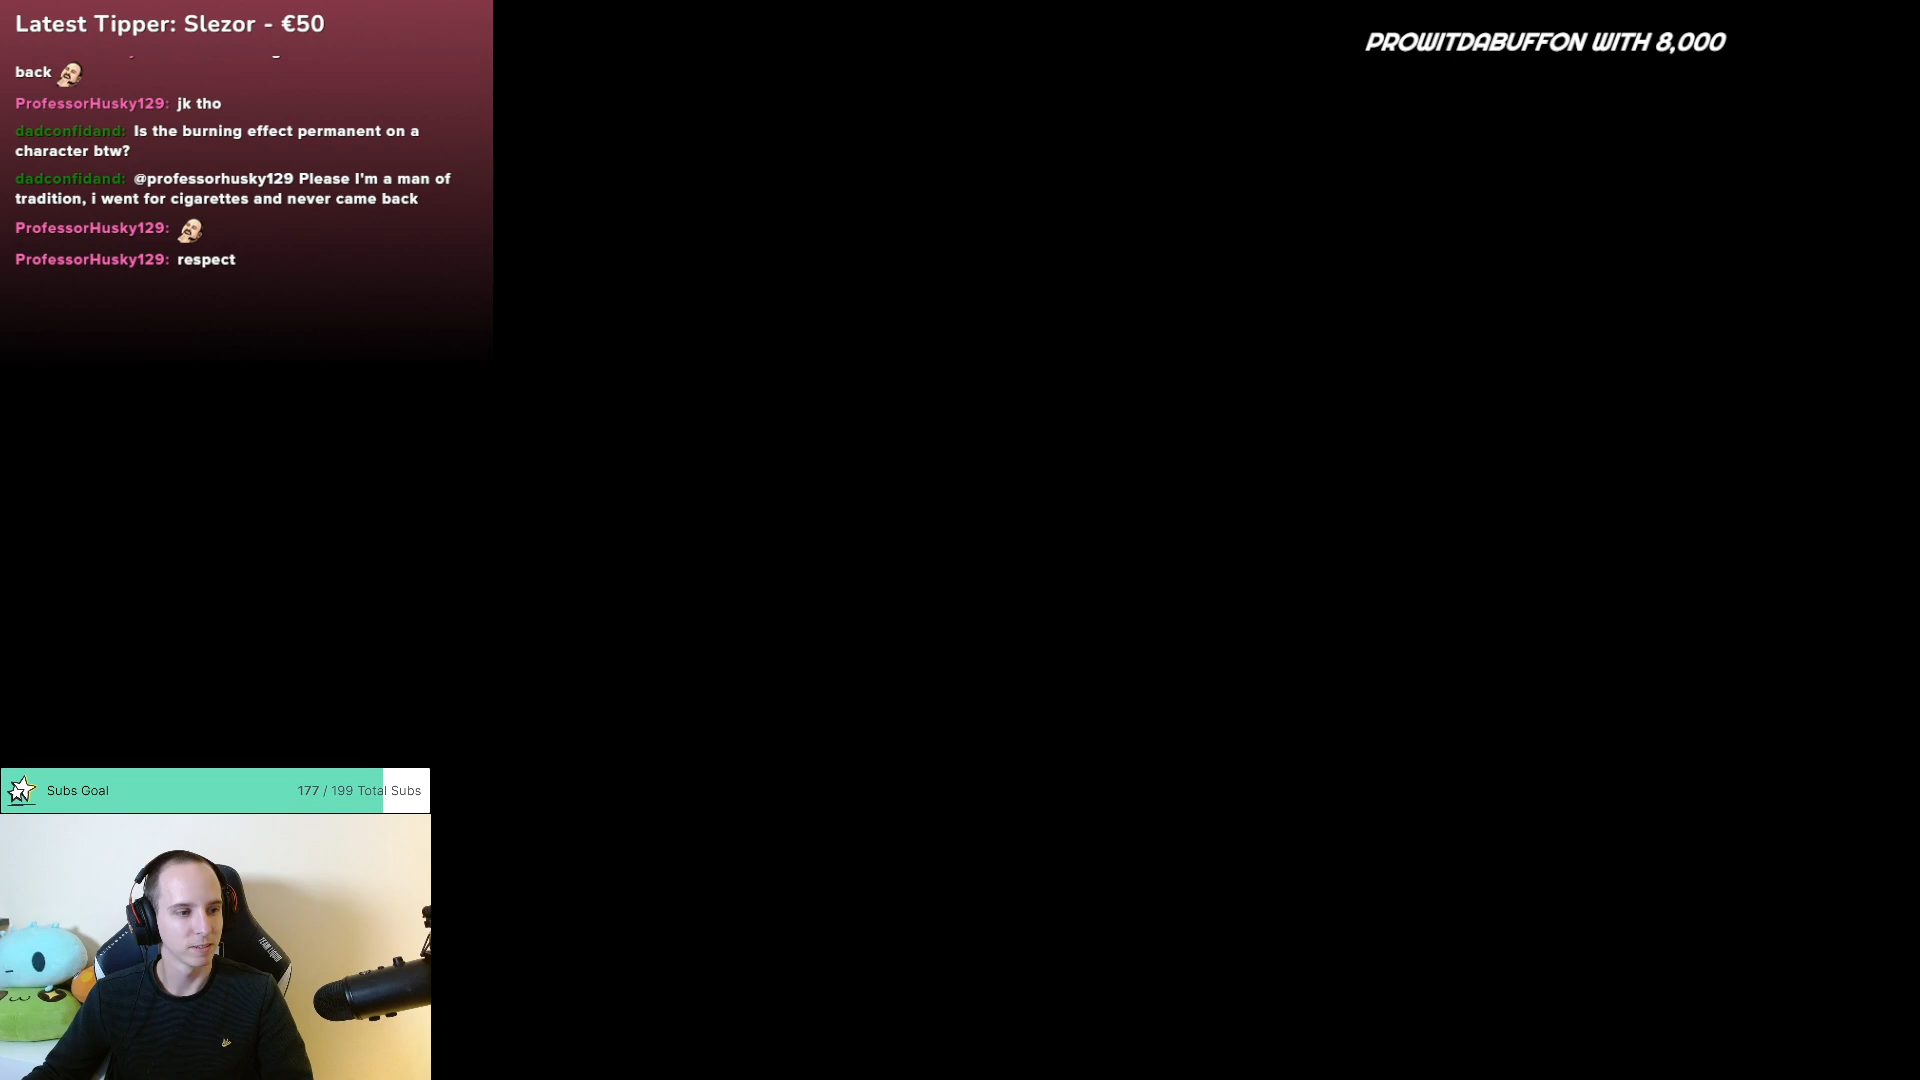 Latest Tipper: Slezor - €50
back
ProfessorHusky129: jk tho
dadconfidand: Is the burning effect permanent on a
character btw?
dadconfidand: @professorhusky129 Please I'm a man of
tradition, i went for cigarettes and never came back
ProfessorHusky129:
ProfessorHusky129: respect
PROWITDABUFFON WITH 8,000
Subs Goal 177 / 199 Total Subs
TEAM LIQUID